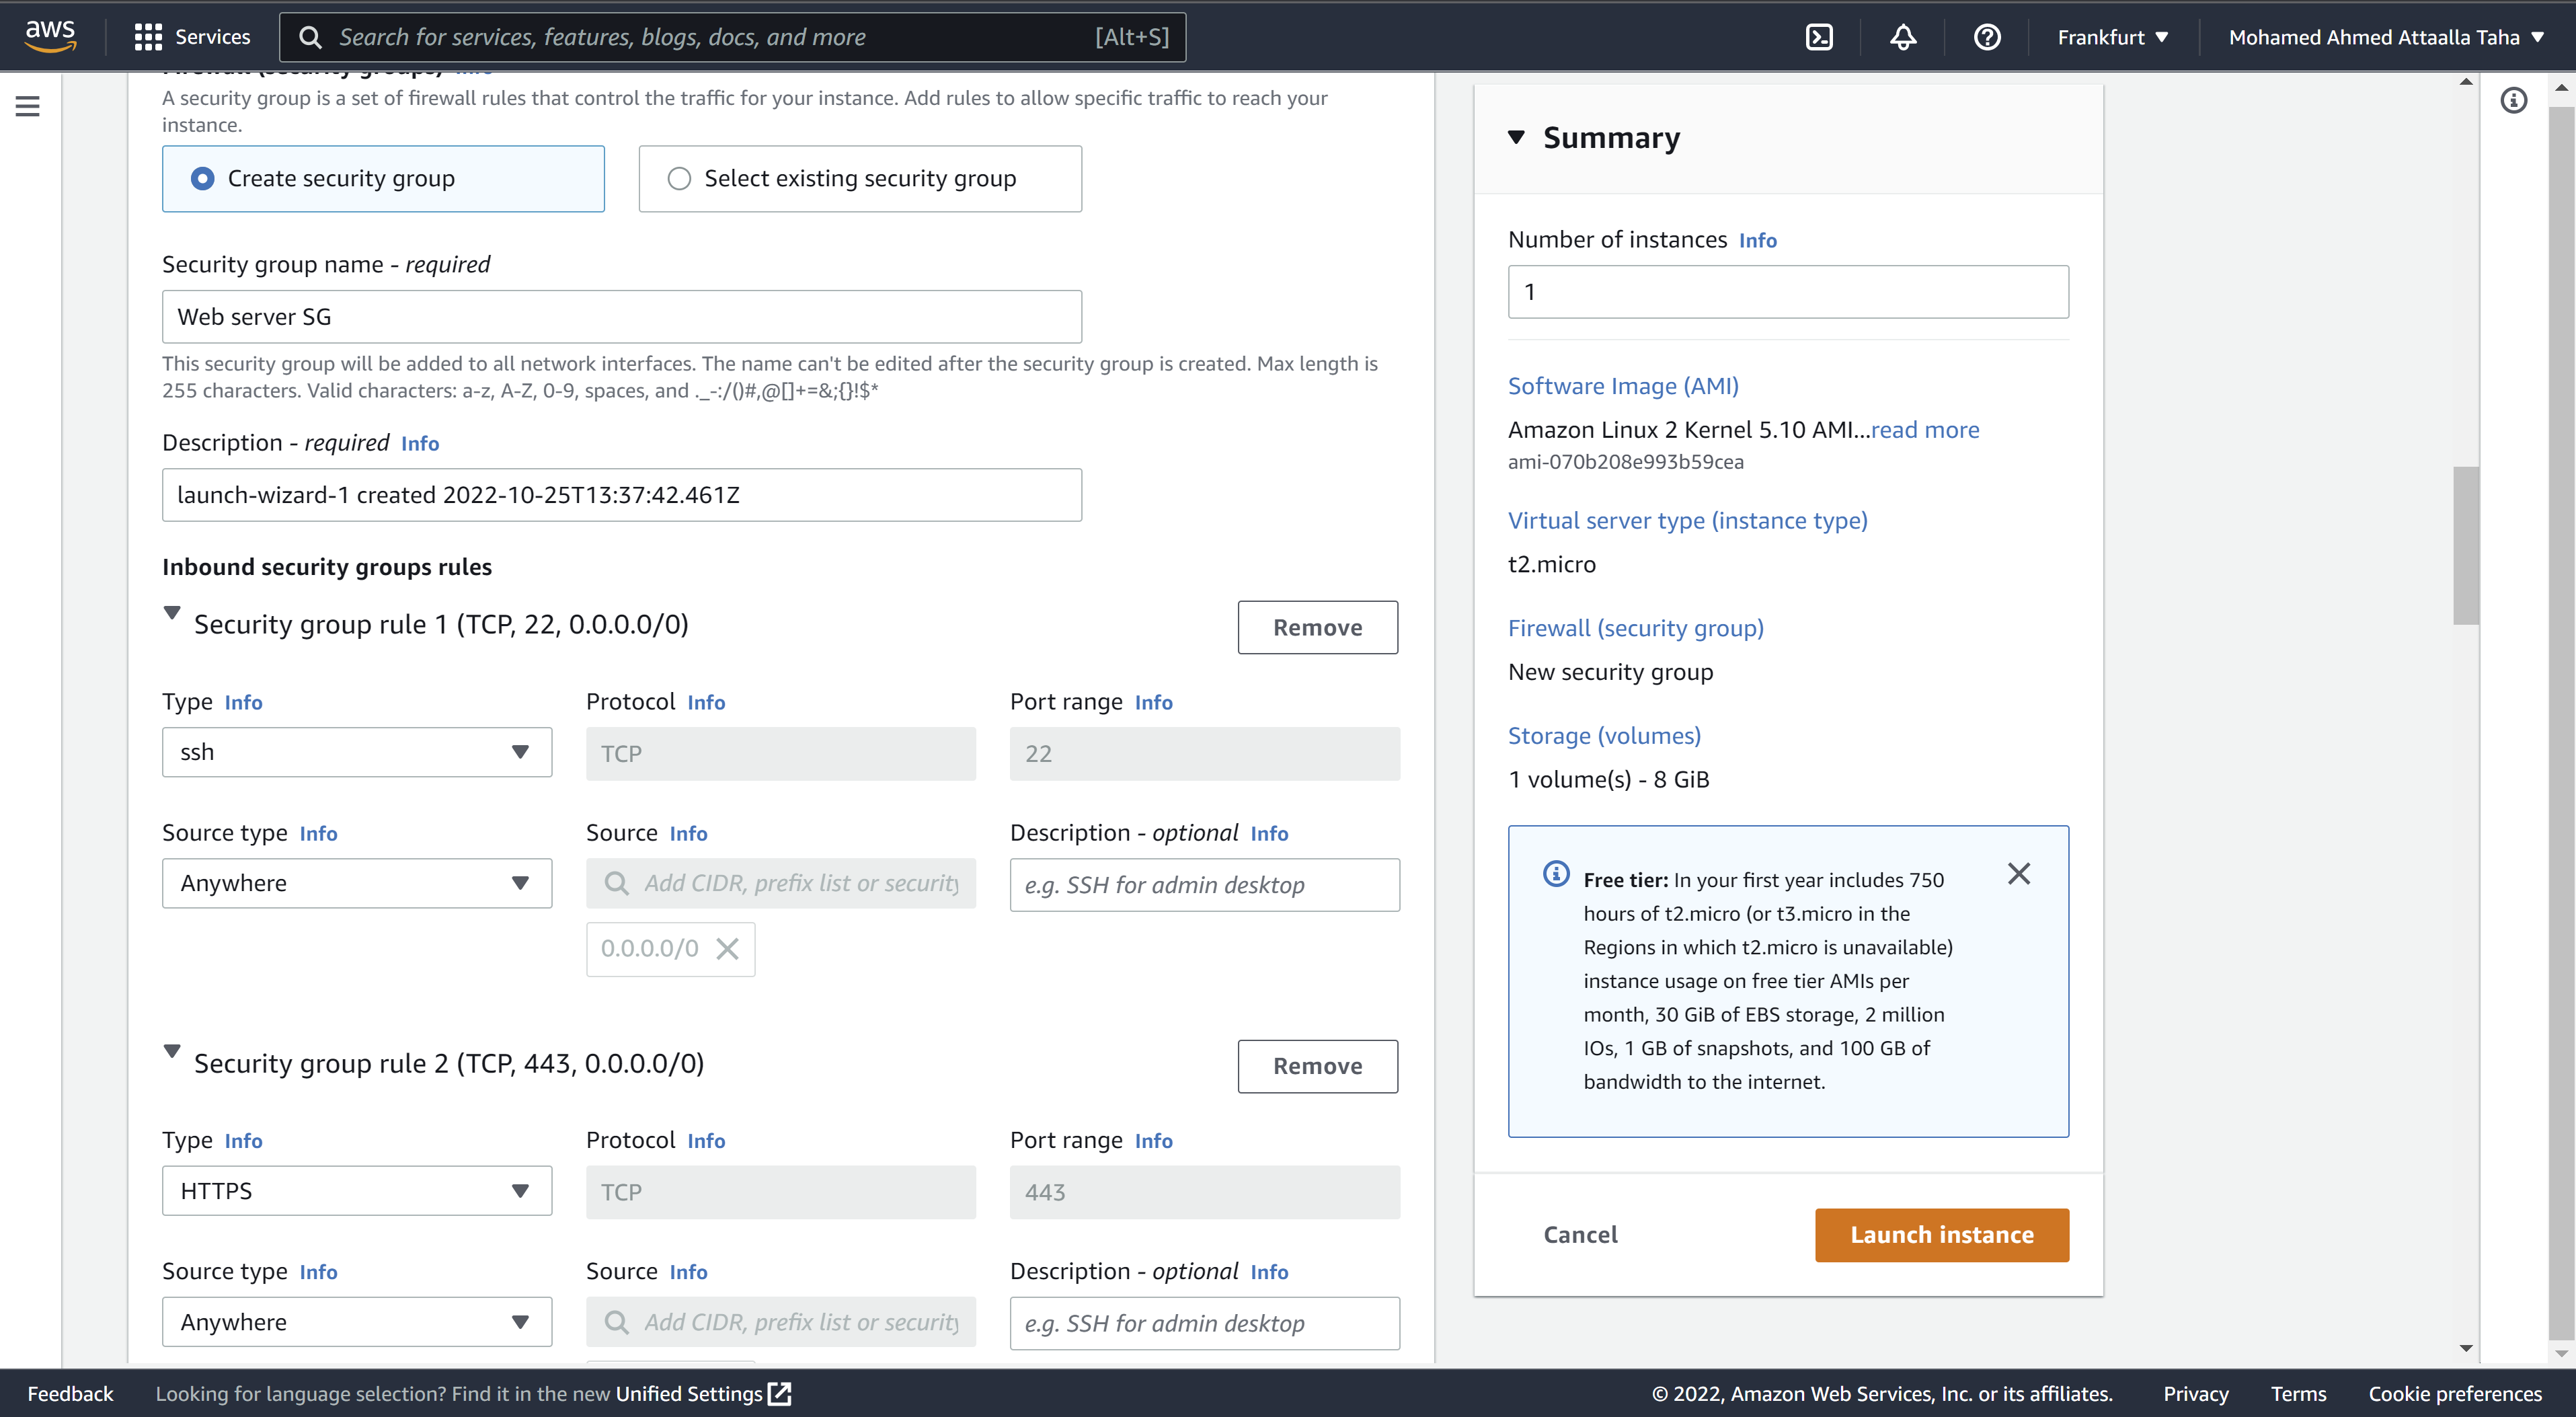 aws
Services
Search for services, features, blogs, docs, and more
[Alt+S]
Frankfurt
Mohamed Ahmed Attaalla Taha
Firewall (security groups) Info
A security group is a set of firewall rules that control the traffic for your instance. Add rules to allow specific traffic to reach your
instance.
Create security group
Select existing security group
Security group name - required
Web server SG
This security group will be added to all network interfaces. The name can't be edited after the security group is created. Max length is
255 characters. Valid characters: a-z, A-Z, 0-9, spaces, and ._-:/()#,@[]+=&;{}!$*
Description - required Info
launch-wizard-1 created 2022-10-25T13:37:42.461Z
Inbound security groups rules
Security group rule 1 (TCP, 22, 0.0.0.0/0)
Remove
Type Info
Protocol Info
Port range Info
ssh
TCP
22
Source type Info
Source Info
Description - optional Info
Anywhere
Add CIDR, prefix list or security
e.g. SSH for admin desktop
0.0.0.0/0
Security group rule 2 (TCP, 443, 0.0.0.0/0)
Remove
Type Info
Protocol Info
Port range Info
HTTPS
TCP
443
Source type Info
Source Info
Description - optional Info
Anywhere
Add CIDR, prefix list or security
e.g. SSH for admin desktop
Summary
Number of instances Info
1
Software Image (AMI)
Amazon Linux 2 Kernel 5.10 AMI...read more
ami-070b208e993b59cea
Virtual server type (instance type)
t2.micro
Firewall (security group)
New security group
Storage (volumes)
1 volume(s) - 8 GiB
Free tier: In your first year includes 750
hours of t2.micro (or t3.micro in the
Regions in which t2.micro is unavailable)
instance usage on free tier AMIs per
month, 30 GiB of EBS storage, 2 million
IOs, 1 GB of snapshots, and 100 GB of
bandwidth to the internet.
Cancel
Launch instance
Feedback
Looking for language selection? Find it in the new Unified Settings
© 2022, Amazon Web Services, Inc. or its affiliates.
Privacy
Terms
Cookie preferences